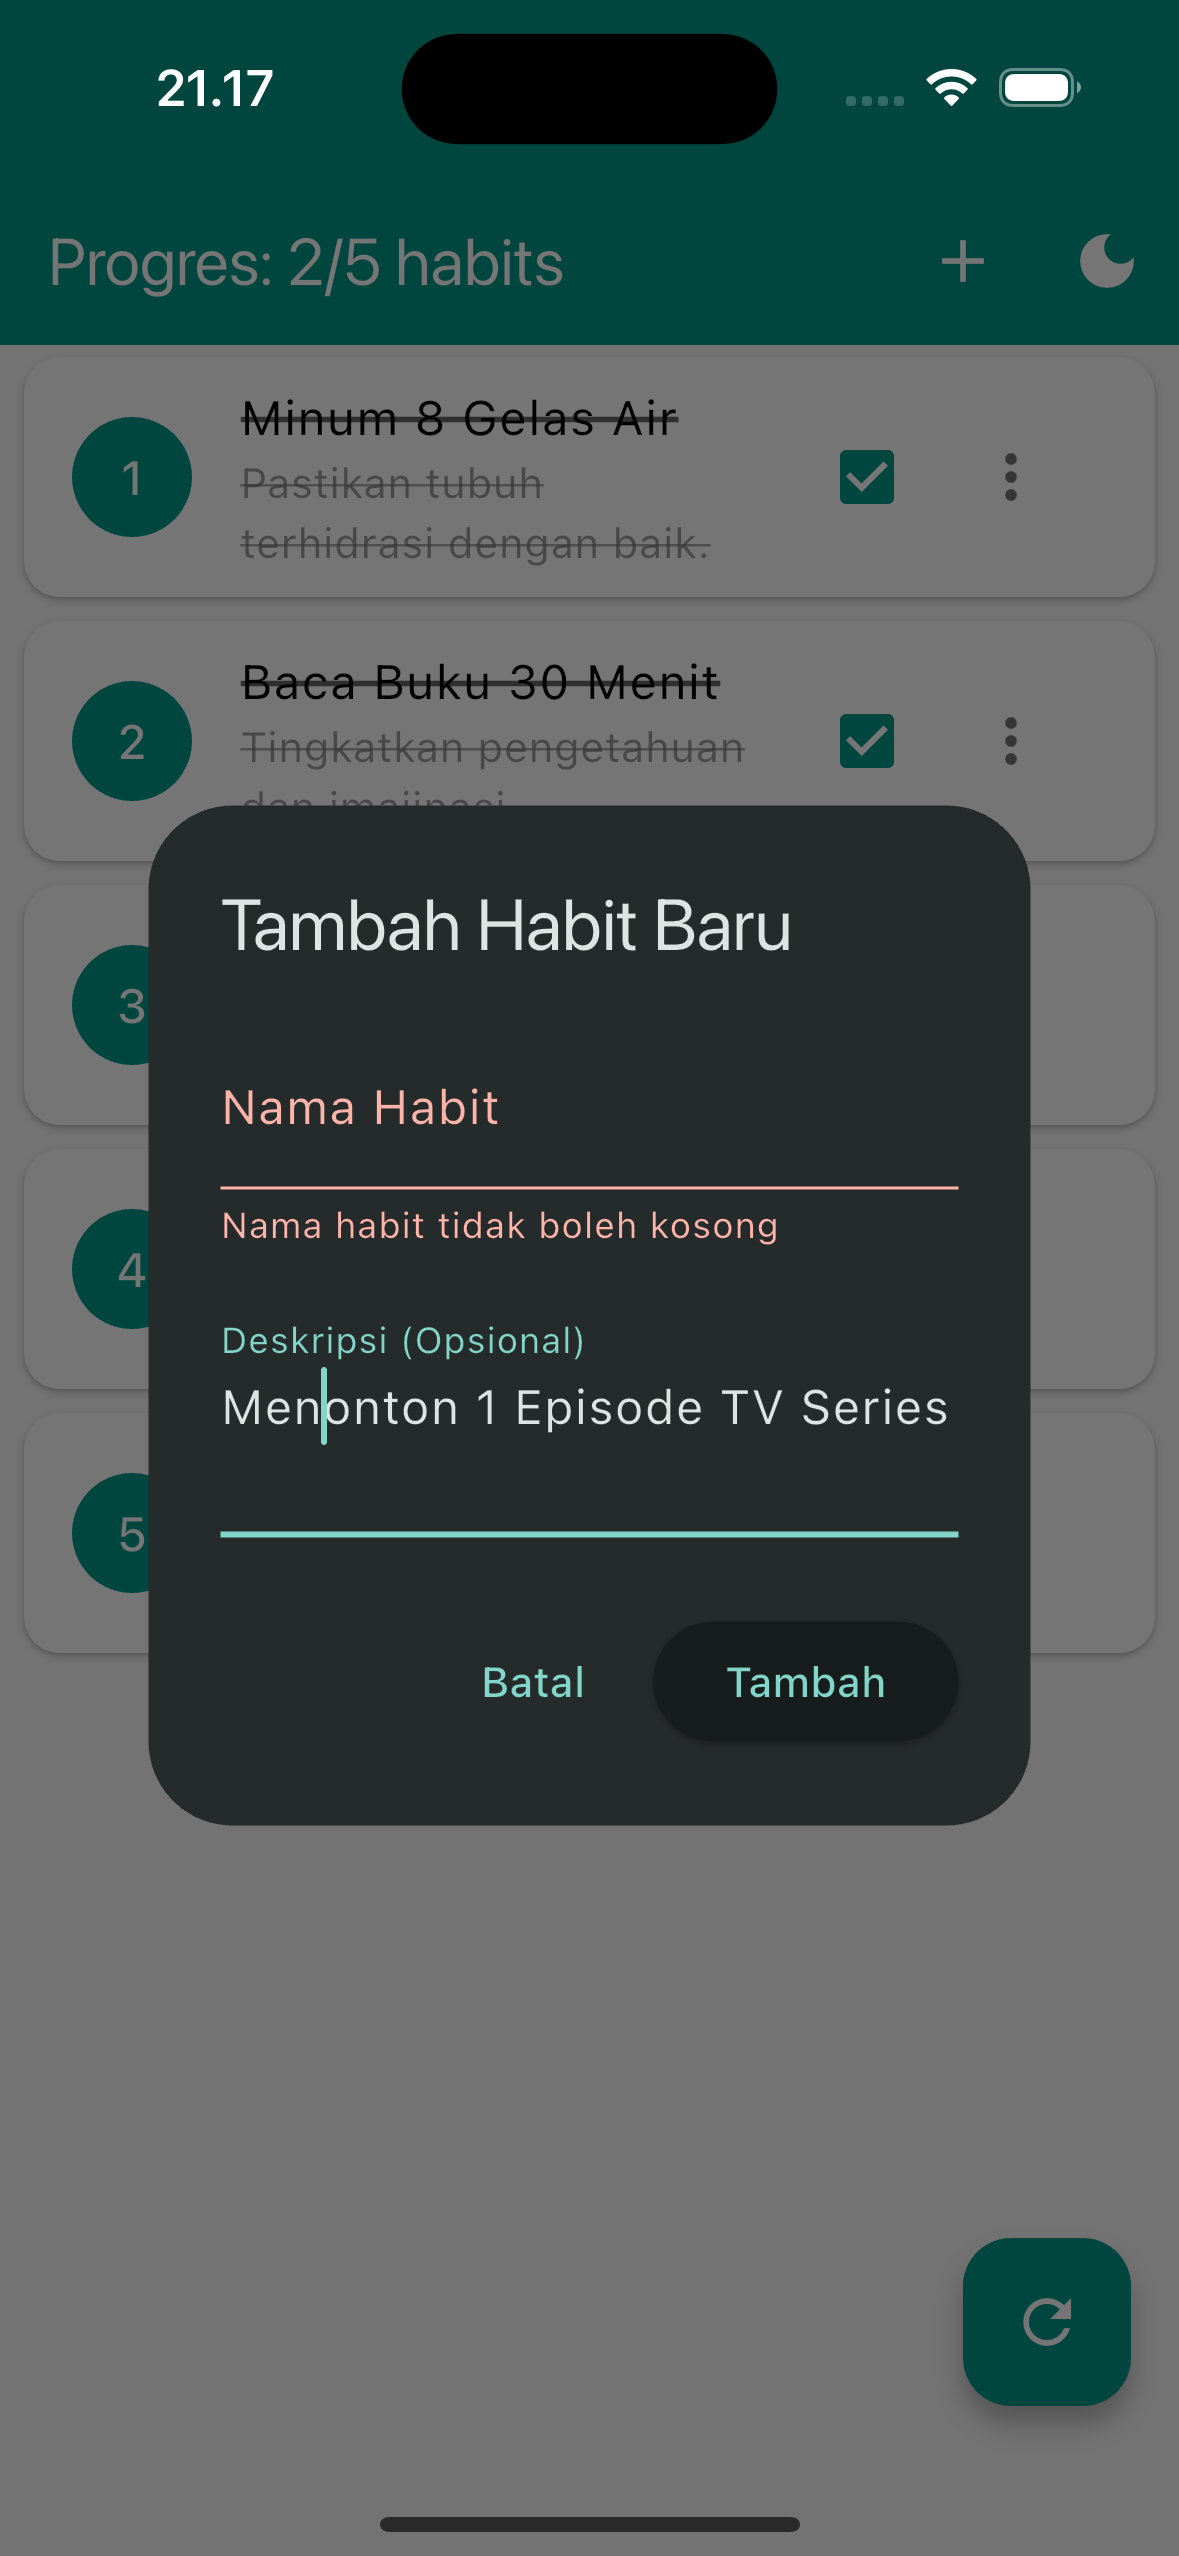 21.17
Progres: 2/5 habits
1
Minum 8 Gelas Air
Pastikan tubuh
terhidrasi dengan baik.
2
Baca Buku 30 Menit
Tingkatkan pengetahuan
dan imajinasi.
3
4
5
Tambah Habit Baru
Nama Habit
Nama habit tidak boleh kosong
Deskripsi (Opsional)
Menonton 1 Episode TV Series
Batal
Tambah